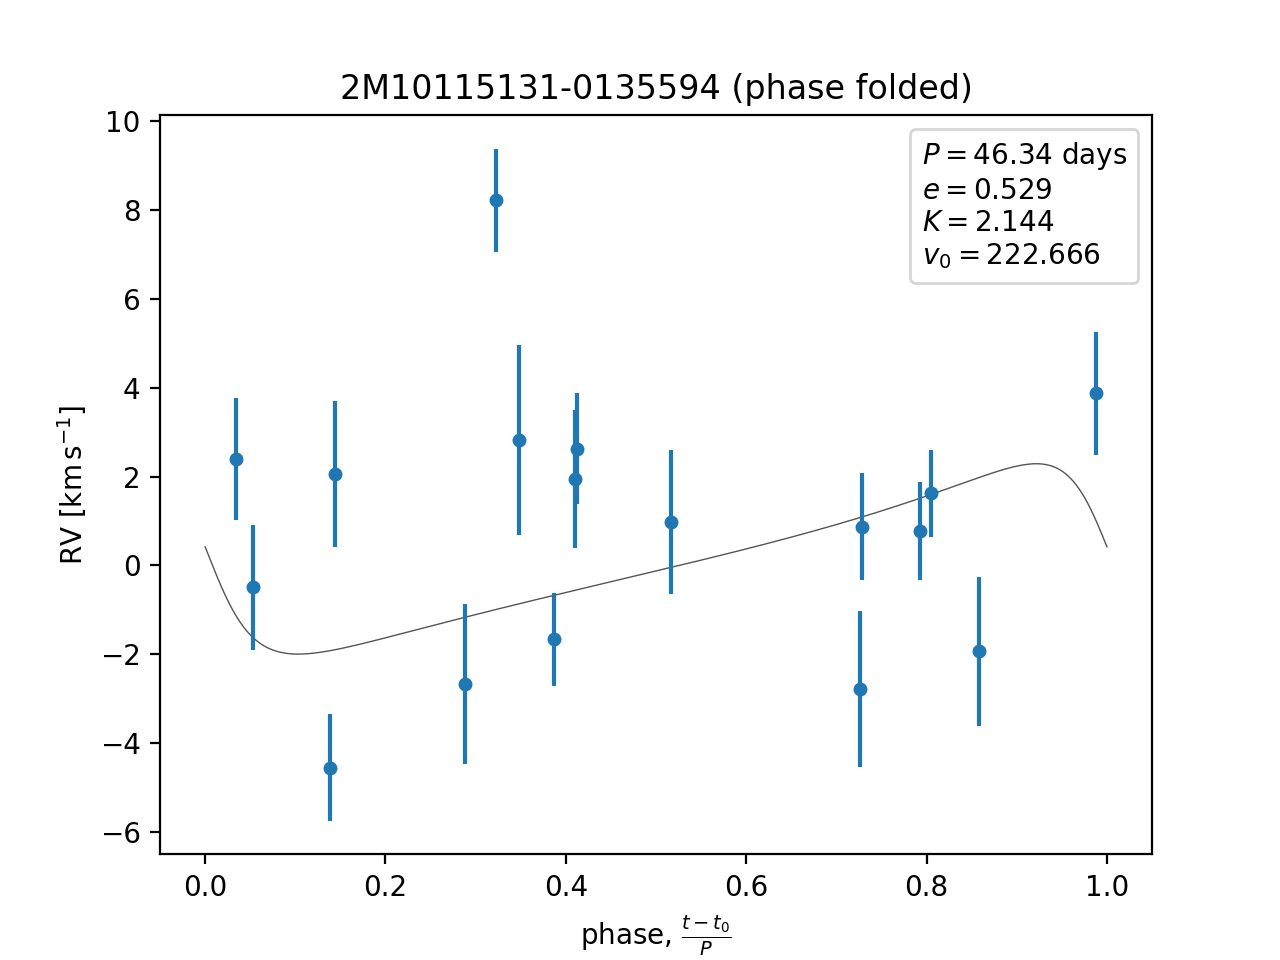 2M10115131-0135594 (phase folded)
P = 46.34 days
e = 0.529
K = 2.144
v₀ = 222.666
10
8
6
4
2
0
−2
−4
−6
RV [km s⁻¹]
0.0 0.2 0.4 0.6 0.8 1.0
phase, (t − t₀)/P